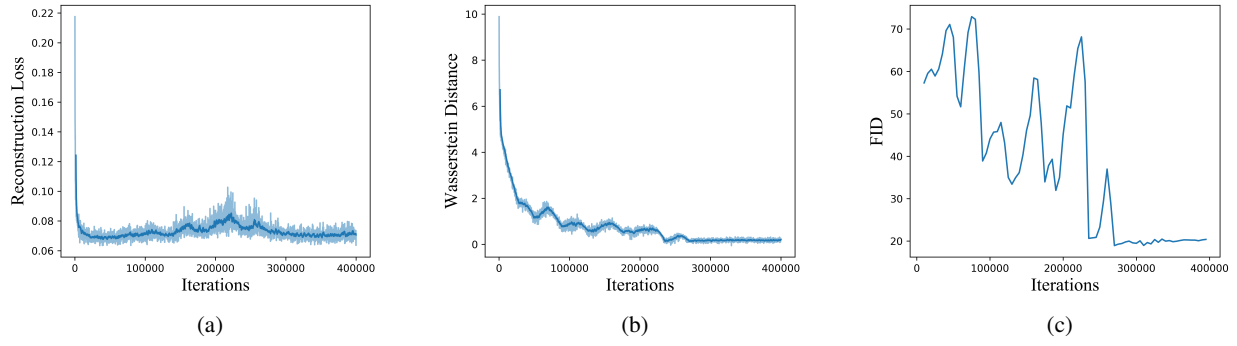 Reconstruction Loss
0.22
0.20
0.18
0.16
0.14
0.12
0.10
0.08
0.06
0 100000 200000 300000 400000
Iterations
(a)
Wasserstein Distance
10
8
6
4
2
0
0 100000 200000 300000 400000
Iterations
(b)
FID
70
60
50
40
30
20
0 100000 200000 300000 400000
Iterations
(c)